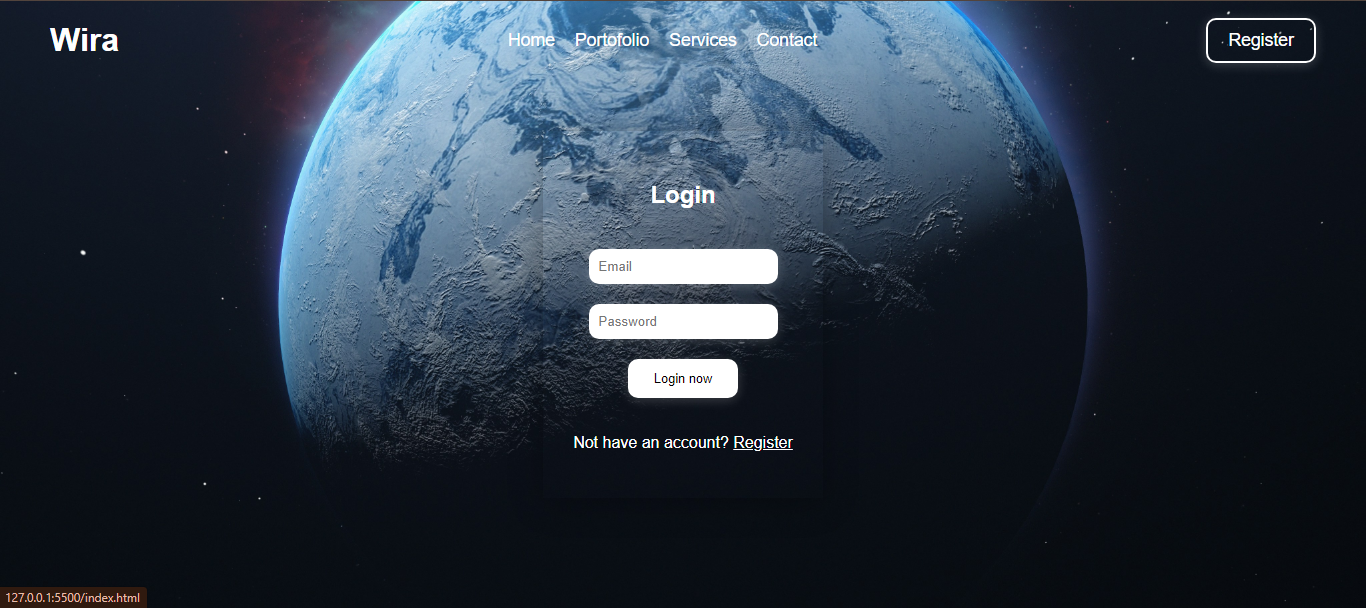 Wira Home Portofolio Services Contact Register
Login
Email
Password
Login now
Not have an account? Register
127.0.0.1:5500/index.html